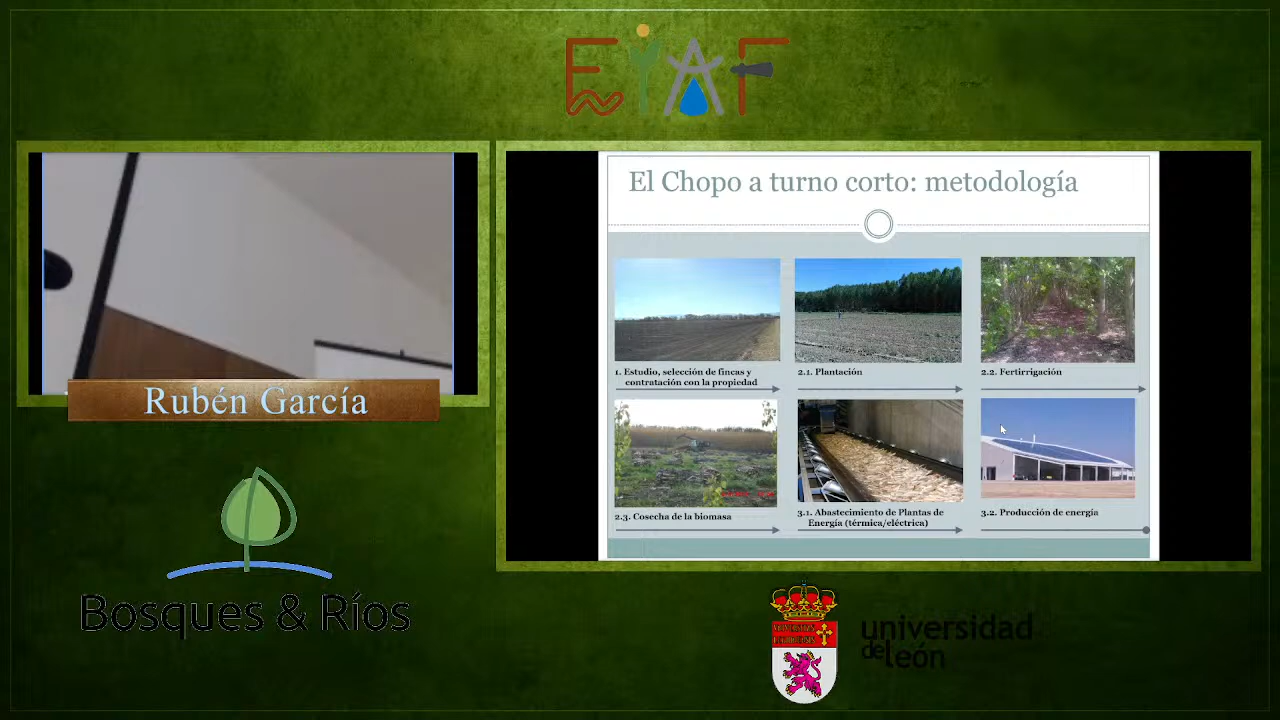 EIAF
El Chopo a turno corto: metodología
1. Estudio, selección de fincas y
contratación con la propiedad
2.1. Plantación
2.2. Fertirrigación
2.3. Cosecha de la biomasa
3.1. Abastecimiento de Plantas de
Energía (térmica/eléctrica)
3.2. Producción de energía
Rubén García
Bosques & Ríos
universidad
de león